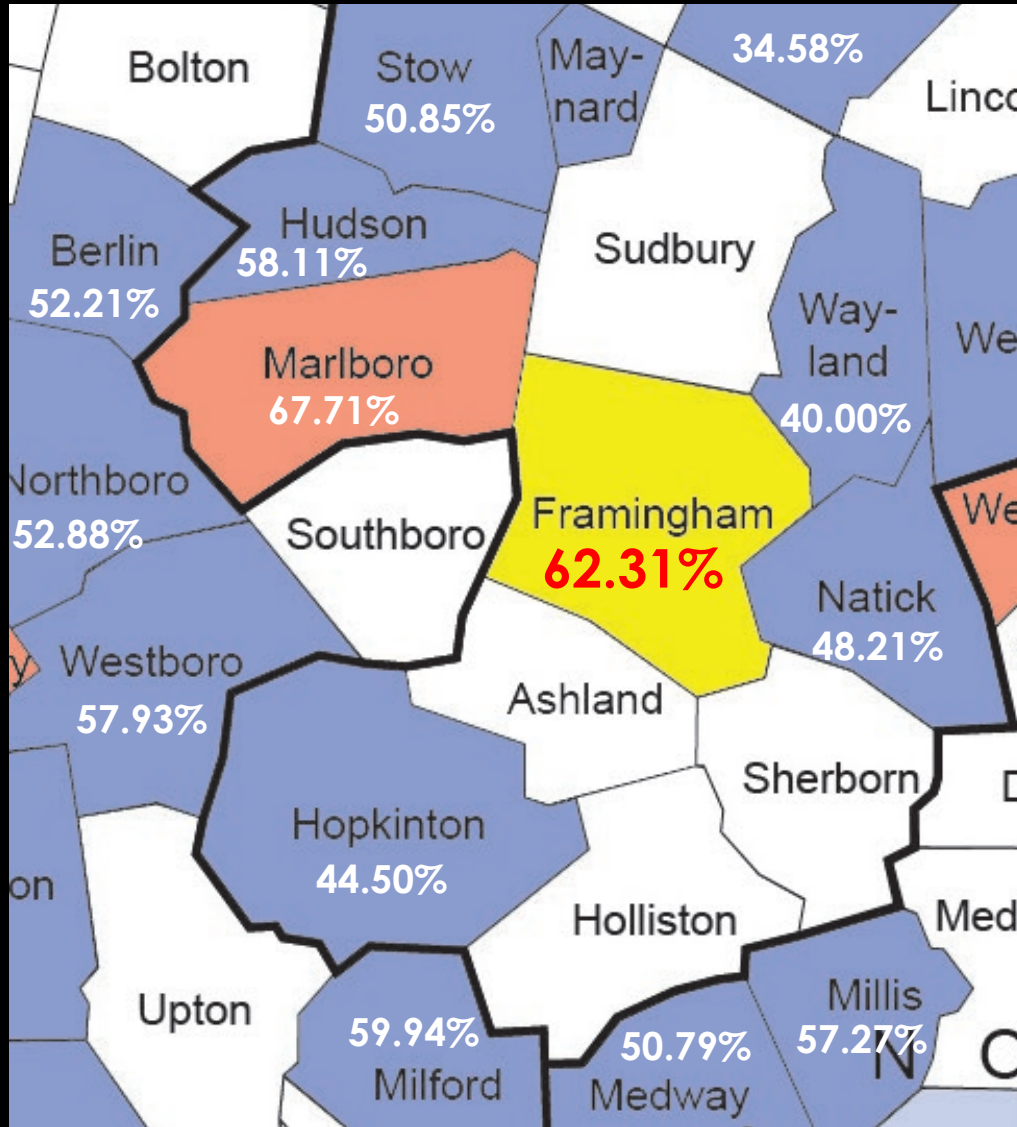 Bolton
Stow
50.85%
May-
nard
34.58%
Linco
Hudson
58.11%
Berlin
52.21%
Sudbury
Way-
land
40.00%
We
Marlboro
67.71%
Northboro
52.88%
Southboro
Framingham
62.31%
We
Natick
48.21%
y
Westboro
57.93%
Ashland
Sherborn
D
Hopkinton
44.50%
on
Holliston
Med
Upton
59.94%
Milford
50.79%
Medway
Millis
57.27%
N O